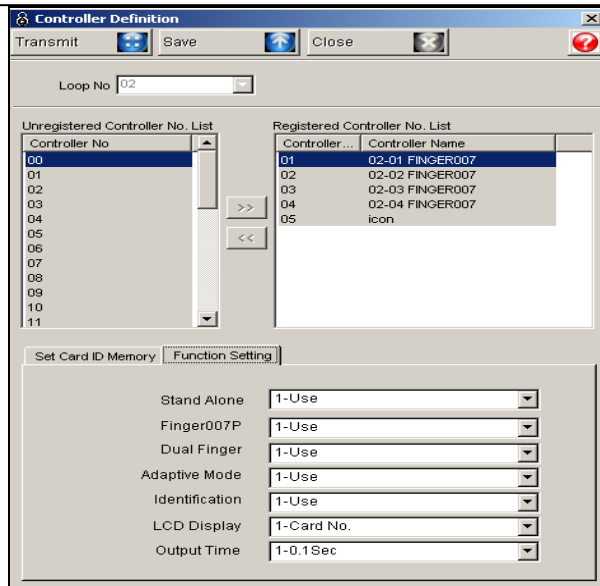 Controller Definition
Transmit Save Close
Loop No 02
Unregistered Controller No. List
Controller No
00
01
02
03
04
05
06
07
08
09
10
11
Registered Controller No. List
Controller... Controller Name
01 02-01 FINGER007
02 02-02 FINGER007
03 02-03 FINGER007
04 02-04 FINGER007
05 icon
>>
<<
Set Card ID Memory Function Setting
Stand Alone 1-Use
Finger007P 1-Use
Dual Finger 1-Use
Adaptive Mode 1-Use
Identification 1-Use
LCD Display 1-Card No.
Output Time 1-0.1Sec